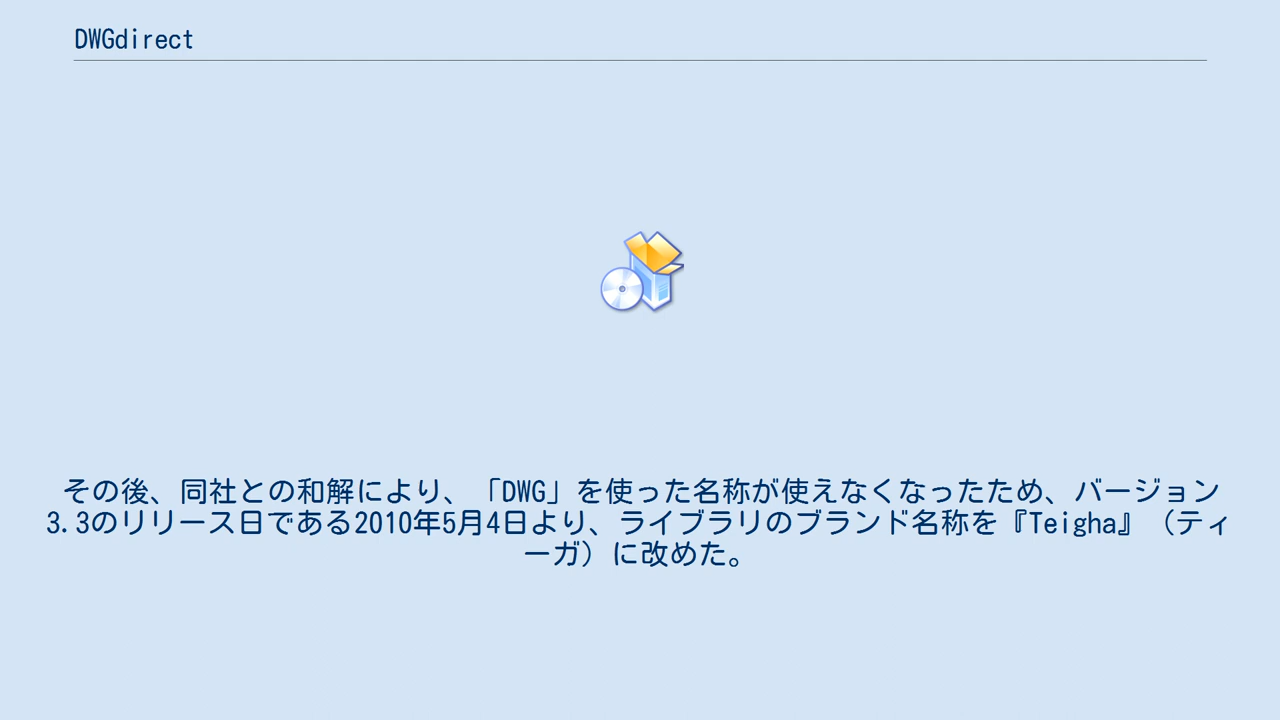 DWGdirect
その後、同社との和解により、「DWG」を使った名称が使えなくなったため、バージョン
3.3のリリース日である2010年5月4日より、ライブラリのブランド名称を『Teigha』（ティ
ーガ）に改めた。